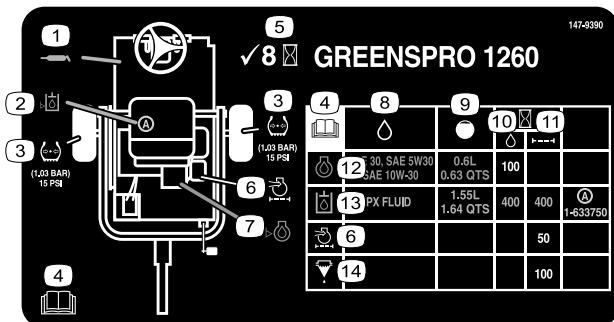 147-9390
1
5
✓8
GREENSPRO 1260
2
A
3
(1.03 BAR)
15 PSI
3
(1.03 BAR)
15 PSI
6
7
4
4
8
9
10
11
12
30, SAE 5W30
SAE 10W-30
0.6L
0.63 QTS
100
13
PX FLUID
1.55L
1.64 QTS
400
400
A
1-633750
6
50
14
100